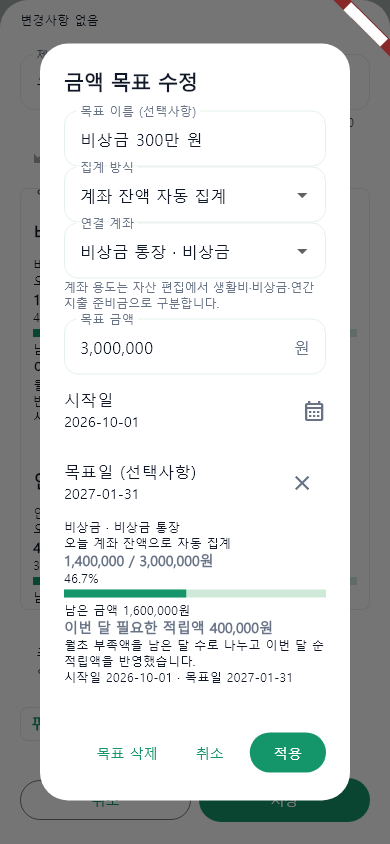 변경사항 없음
금액 목표 수정
목표 이름 (선택사항)
비상금 300만 원
집계 방식
계좌 잔액 자동 집계
연결 계좌
비상금 통장 · 비상금
계좌 용도는 자산 편집에서 생활비·비상금·연간
지출 준비금으로 구분합니다.
목표 금액
3,000,000 원
시작일
2026-10-01
목표일 (선택사항)
2027-01-31
비상금 · 비상금 통장
오늘 계좌 잔액으로 자동 집계
1,400,000 / 3,000,000원
46.7%
남은 금액 1,600,000원
이번 달 필요한 적립액 400,000원
월초 부족액을 남은 달 수로 나누고 이번 달 순
적립액을 반영했습니다.
시작일 2026-10-01 · 목표일 2027-01-31
목표 삭제 취소 적용